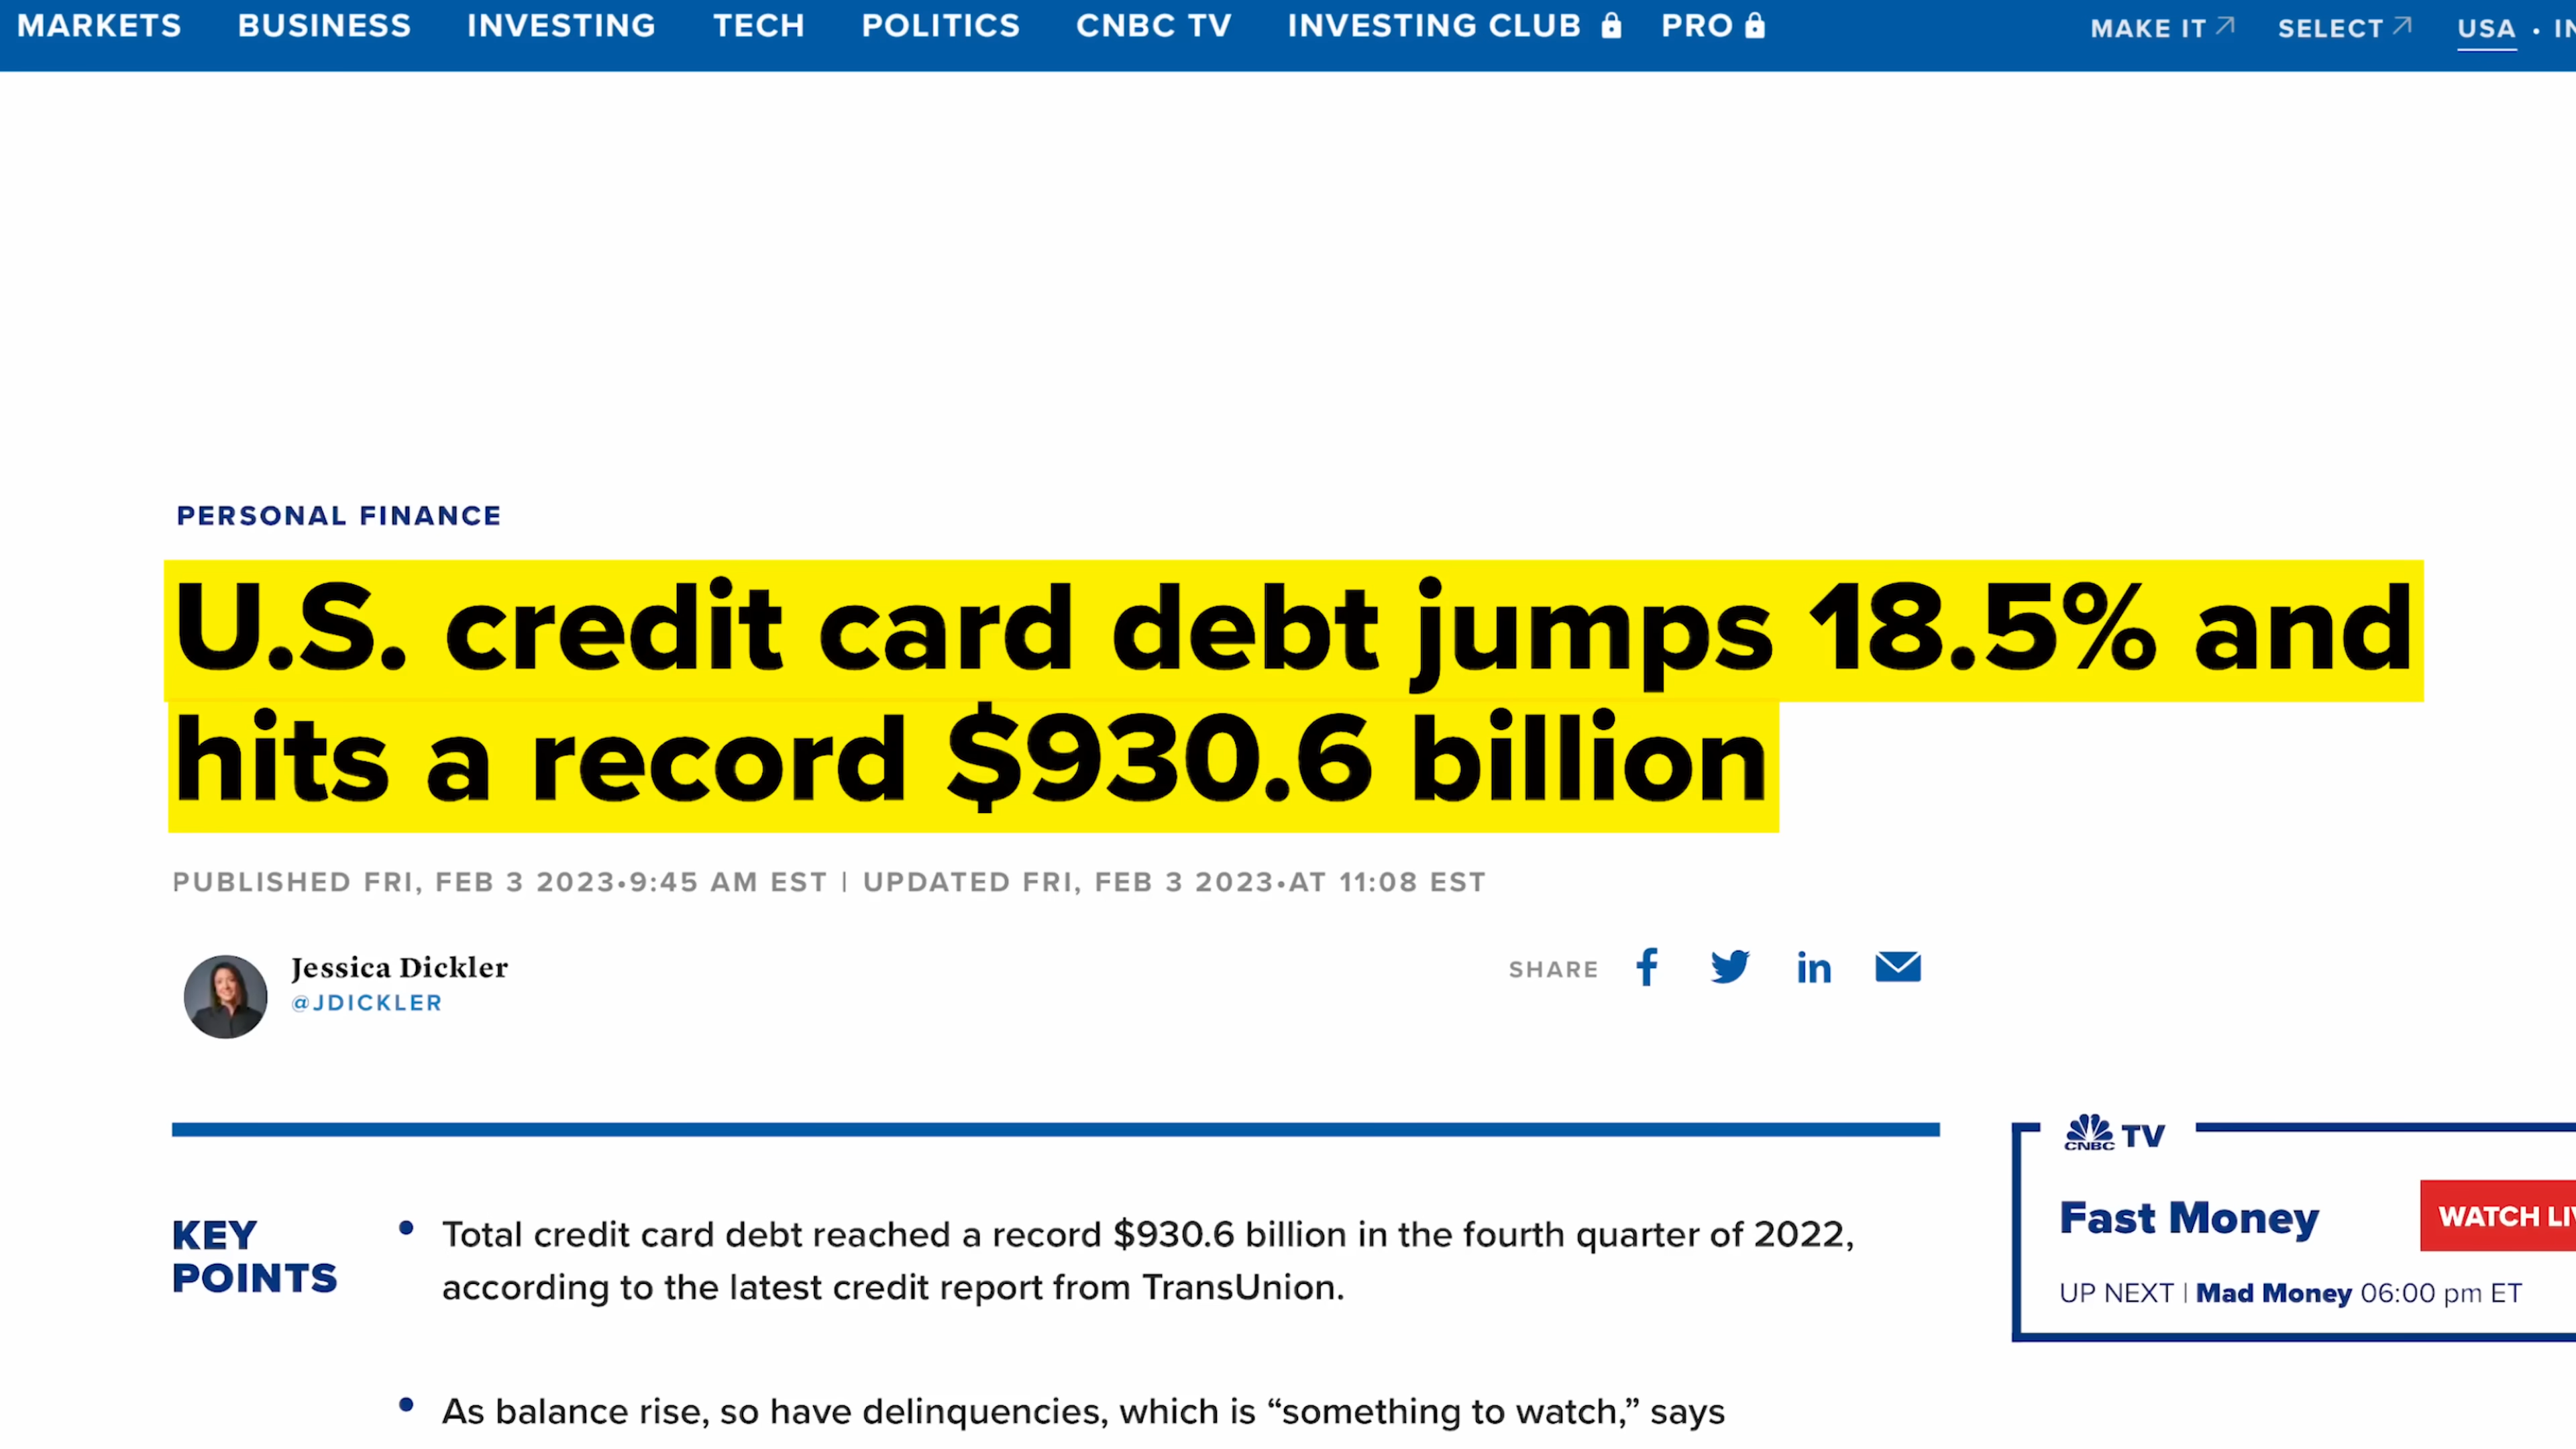 MARKETS BUSINESS INVESTING TECH POLITICS CNBC TV INVESTING CLUB PRO MAKE IT SELECT USA • IN
PERSONAL FINANCE
U.S. credit card debt jumps 18.5% and
hits a record $930.6 billion
PUBLISHED FRI, FEB 3 2023•9:45 AM EST | UPDATED FRI, FEB 3 2023•AT 11:08 EST
Jessica Dickler
@JDICKLER
SHARE f in
KEY
POINTS
• Total credit card debt reached a record $930.6 billion in the fourth quarter of 2022,
according to the latest credit report from TransUnion.
• As balance rise, so have delinquencies, which is “something to watch,” says
CNBC TV
Fast Money
WATCH LIV
UP NEXT | Mad Money 06:00 pm ET